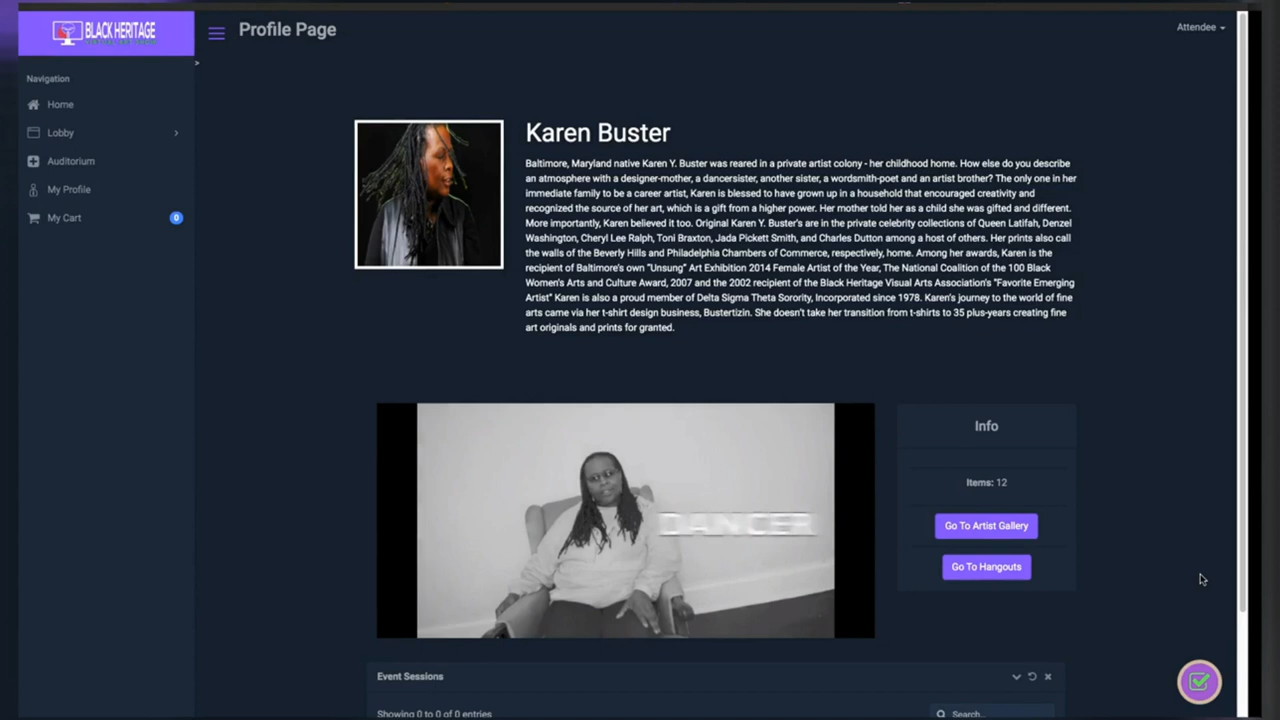 BLACK HERITAGE
Profile Page
Attendee
>
Navigation
Home
Lobby
Auditorium
My Profile
My Cart
0
Karen Buster
Baltimore, Maryland native Karen Y. Buster was reared in a private artist colony - her childhood home. How else do you describe
an atmosphere with a designer-mother, a dancersister, another sister, a wordsmith-poet and an artist brother? The only one in her
immediate family to be a career artist, Karen is blessed to have grown up in a household that encouraged creativity and
recognized the source of her art, which is a gift from a higher power. Her mother told her as a child she was gifted and different.
More importantly, Karen believed it too. Original Karen Y. Buster's are in the private celebrity collections of Queen Latifah, Denzel
Washington, Cheryl Lee Ralph, Toni Braxton, Jada Pickett Smith, and Charles Dutton among a host of others. Her prints also call
the walls of the Beverly Hills and Philadelphia Chambers of Commerce, respectively, home. Among her awards, Karen is the
recipient of Baltimore's own "Unsung" Art Exhibition 2014 Female Artist of the Year, The National Coalition of the 100 Black
Women's Arts and Culture Award, 2007 and the 2002 recipient of the Black Heritage Visual Arts Association's "Favorite Emerging
Artist" Karen is also a proud member of Delta Sigma Theta Sorority, Incorporated since 1978. Karen's journey to the world of fine
arts came via her t-shirt design business, Bustertizin. She doesn't take her transition from t-shirts to 35 plus-years creating fine
art originals and prints for granted.
DANCER
Info
Items: 12
Go To Artist Gallery
Go To Hangouts
Event Sessions
Showing 0 to 0 of 0 entries
Search...